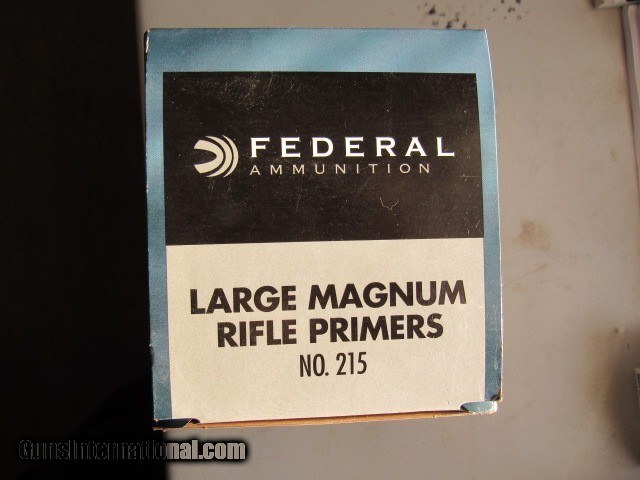 FEDERAL
AMMUNITION
LARGE MAGNUM
RIFLE PRIMERS
NO. 215
GunsInternational.com